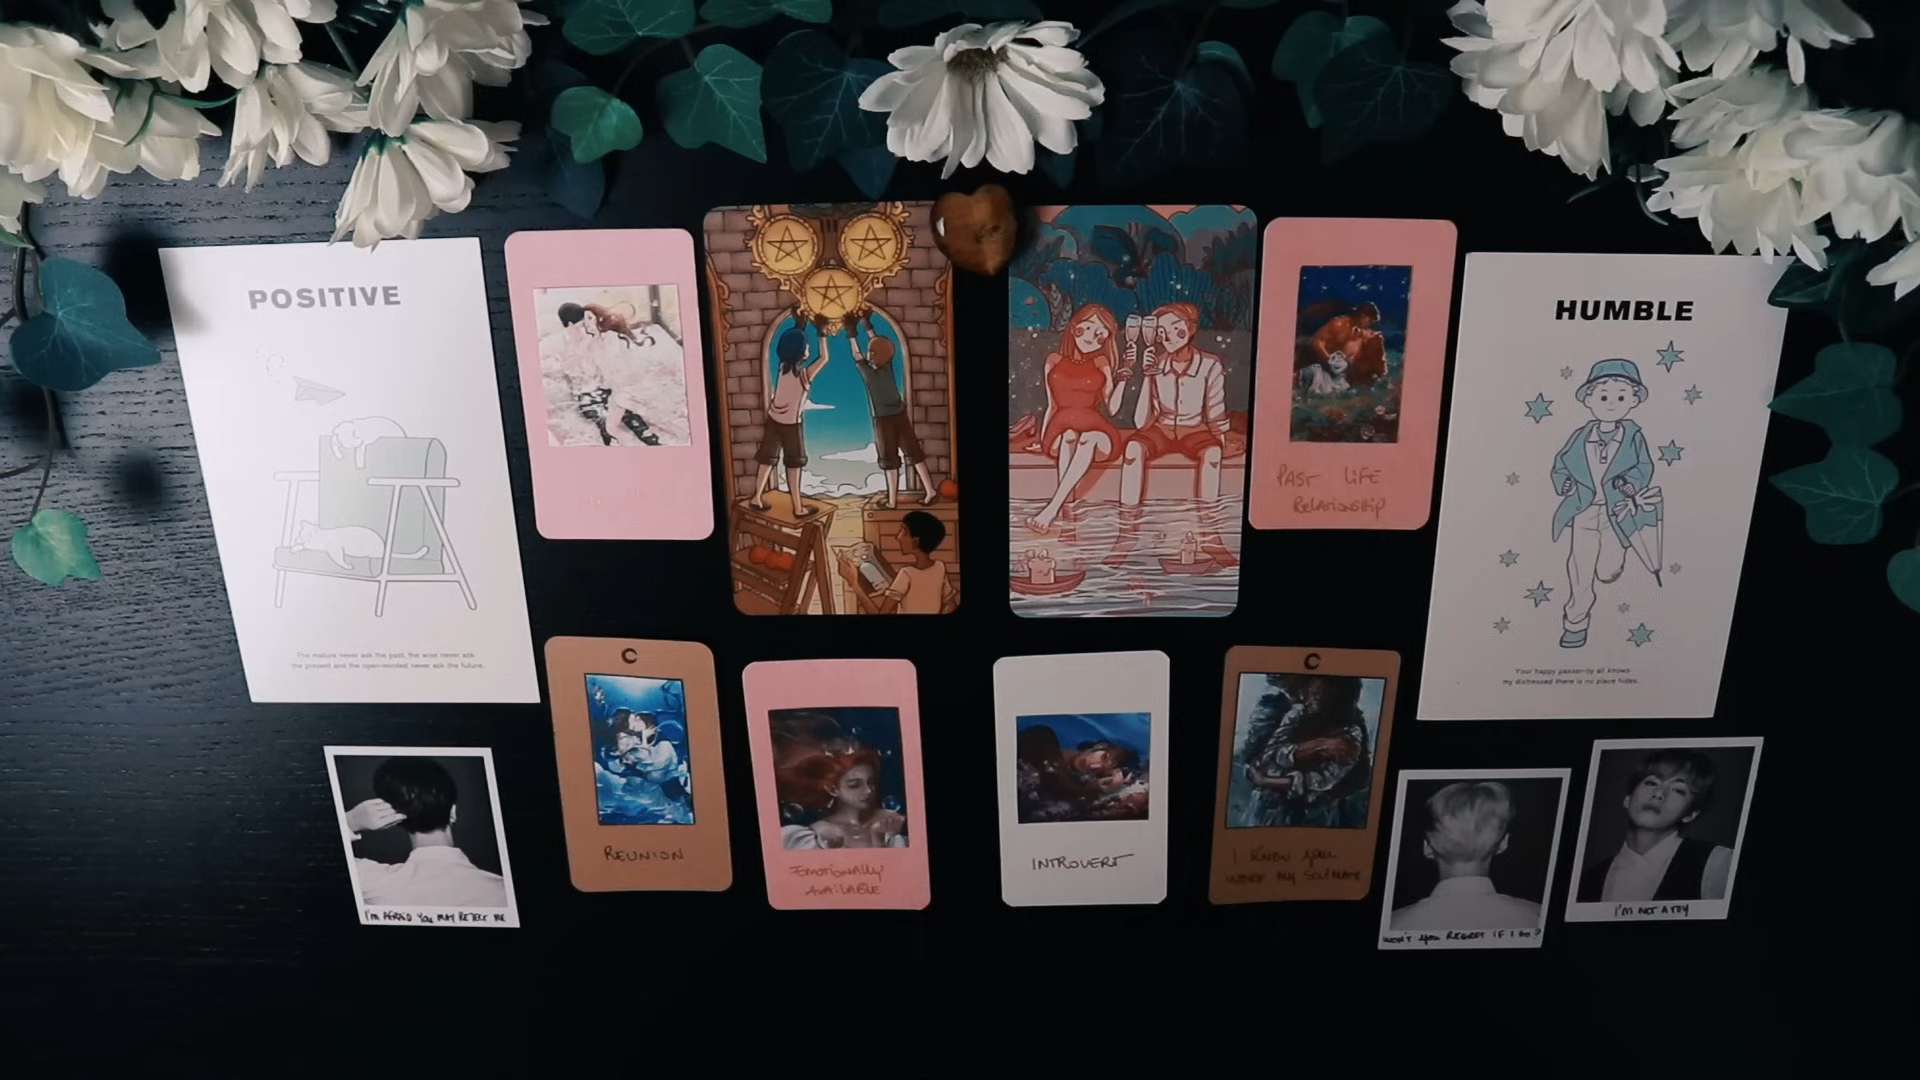 POSITIVE
The mature never ask the past, the wise never ask
the present and the open-minded never ask the future.
PAST LIFE
RELATIONSHIP
HUMBLE
Your happy passer-by all knows
my distressed there is no place hides.
REUNION
EMOTIONALLY
AVAILABLE
INTROVERT
I KNEW YOU
WERE MY SOULMATE
I'M AFRAID YOU MAY REJECT ME
WON'T YOU REGRET IF I GO?
I'M NOT A TOY